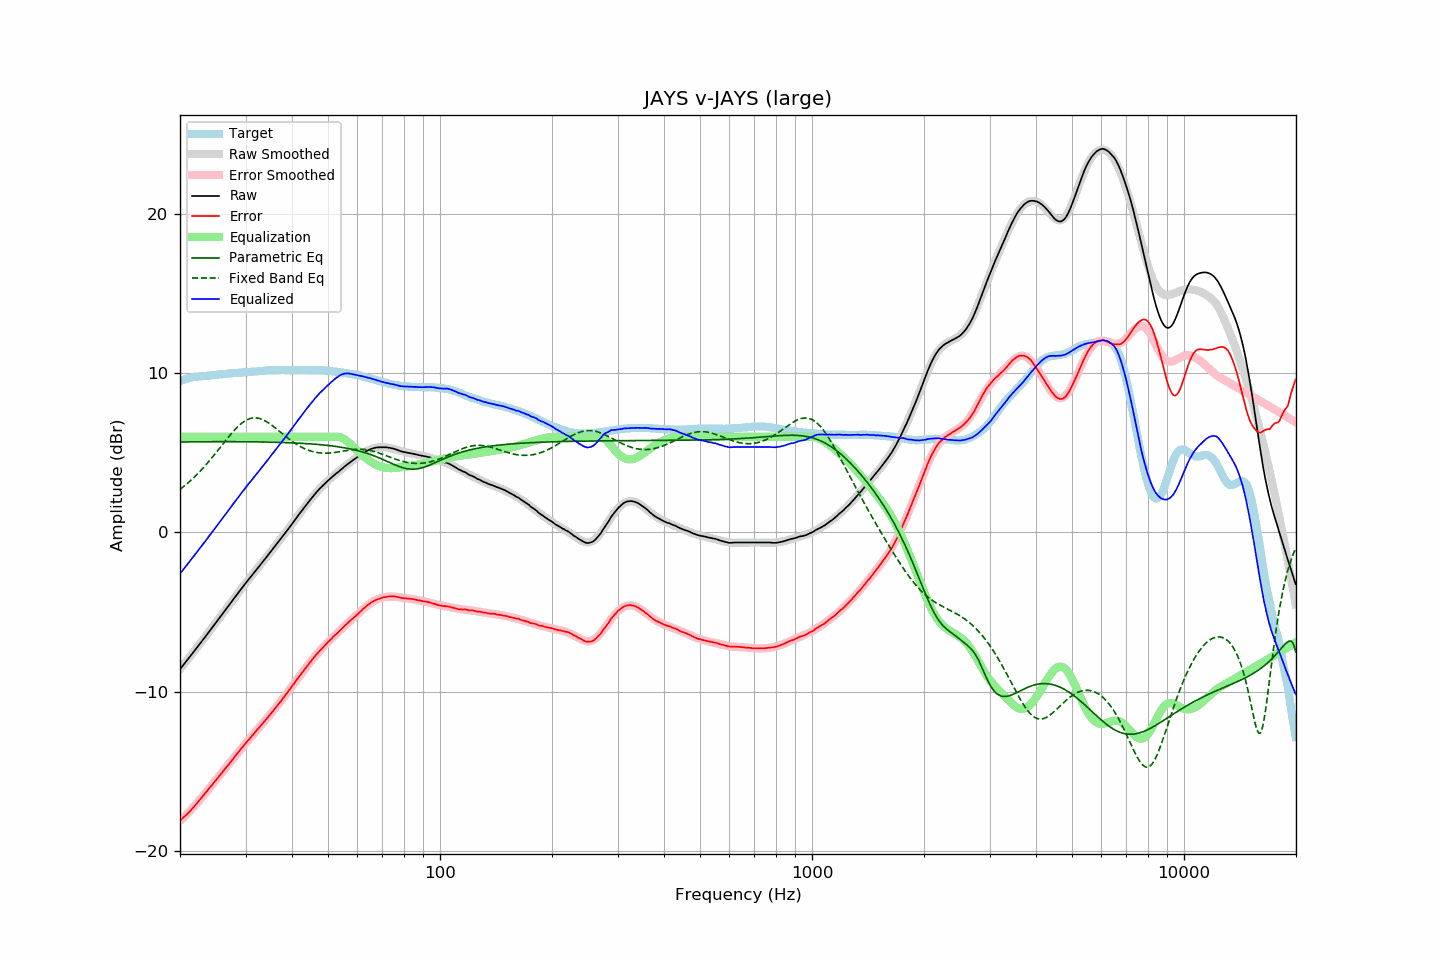 JAYS v-JAYS (large)
Target
Raw Smoothed
Error Smoothed
Raw
Error
Equalization
Parametric Eq
Fixed Band Eq
Equalized
20
10
0
−10
−20
Amplitude (dBr)
100
1000
10000
Frequency (Hz)